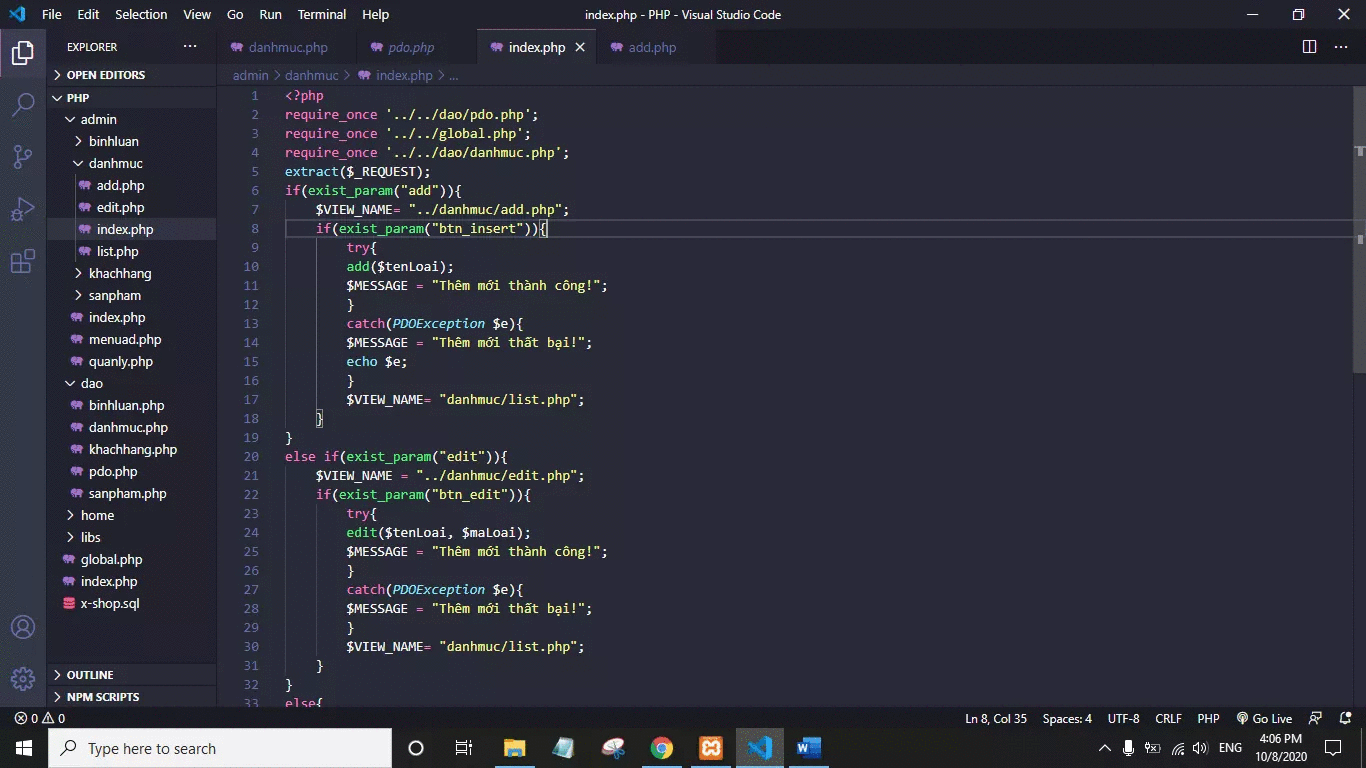 File Edit Selection View Go Run Terminal Help
index.php - PHP - Visual Studio Code
EXPLORER
OPEN EDITORS
PHP
admin
binhluan
danhmuc
add.php
edit.php
index.php
list.php
khachhang
sanpham
index.php
menuad.php
quanly.php
dao
binhluan.php
danhmuc.php
khachhang.php
pdo.php
sanpham.php
home
libs
global.php
index.php
x-shop.sql
OUTLINE
NPM SCRIPTS
danhmuc.php pdo.php index.php add.php
admin > danhmuc > index.php > ...
1 <?php
2 require_once '../../dao/pdo.php';
3 require_once '../../global.php';
4 require_once '../../dao/danhmuc.php';
5 extract($_REQUEST);
6 if(exist_param("add")){
7 $VIEW_NAME= "../danhmuc/add.php";
8 if(exist_param("btn_insert")){
9 try{
10 add($tenLoai);
11 $MESSAGE = "Thêm mới thành công!";
12 }
13 catch(PDOException $e){
14 $MESSAGE = "Thêm mới thất bại!";
15 echo $e;
16 }
17 $VIEW_NAME= "danhmuc/list.php";
18 }
19 }
20 else if(exist_param("edit")){
21 $VIEW_NAME = "../danhmuc/edit.php";
22 if(exist_param("btn_edit")){
23 try{
24 edit($tenLoai, $maLoai);
25 $MESSAGE = "Thêm mới thành công!";
26 }
27 catch(PDOException $e){
28 $MESSAGE = "Thêm mới thất bại!";
29 }
30 $VIEW_NAME= "danhmuc/list.php";
31 }
32 }
33 else{
0 0
Ln 8, Col 35 Spaces: 4 UTF-8 CRLF PHP Go Live
Type here to search
ENG
4:06 PM
10/8/2020